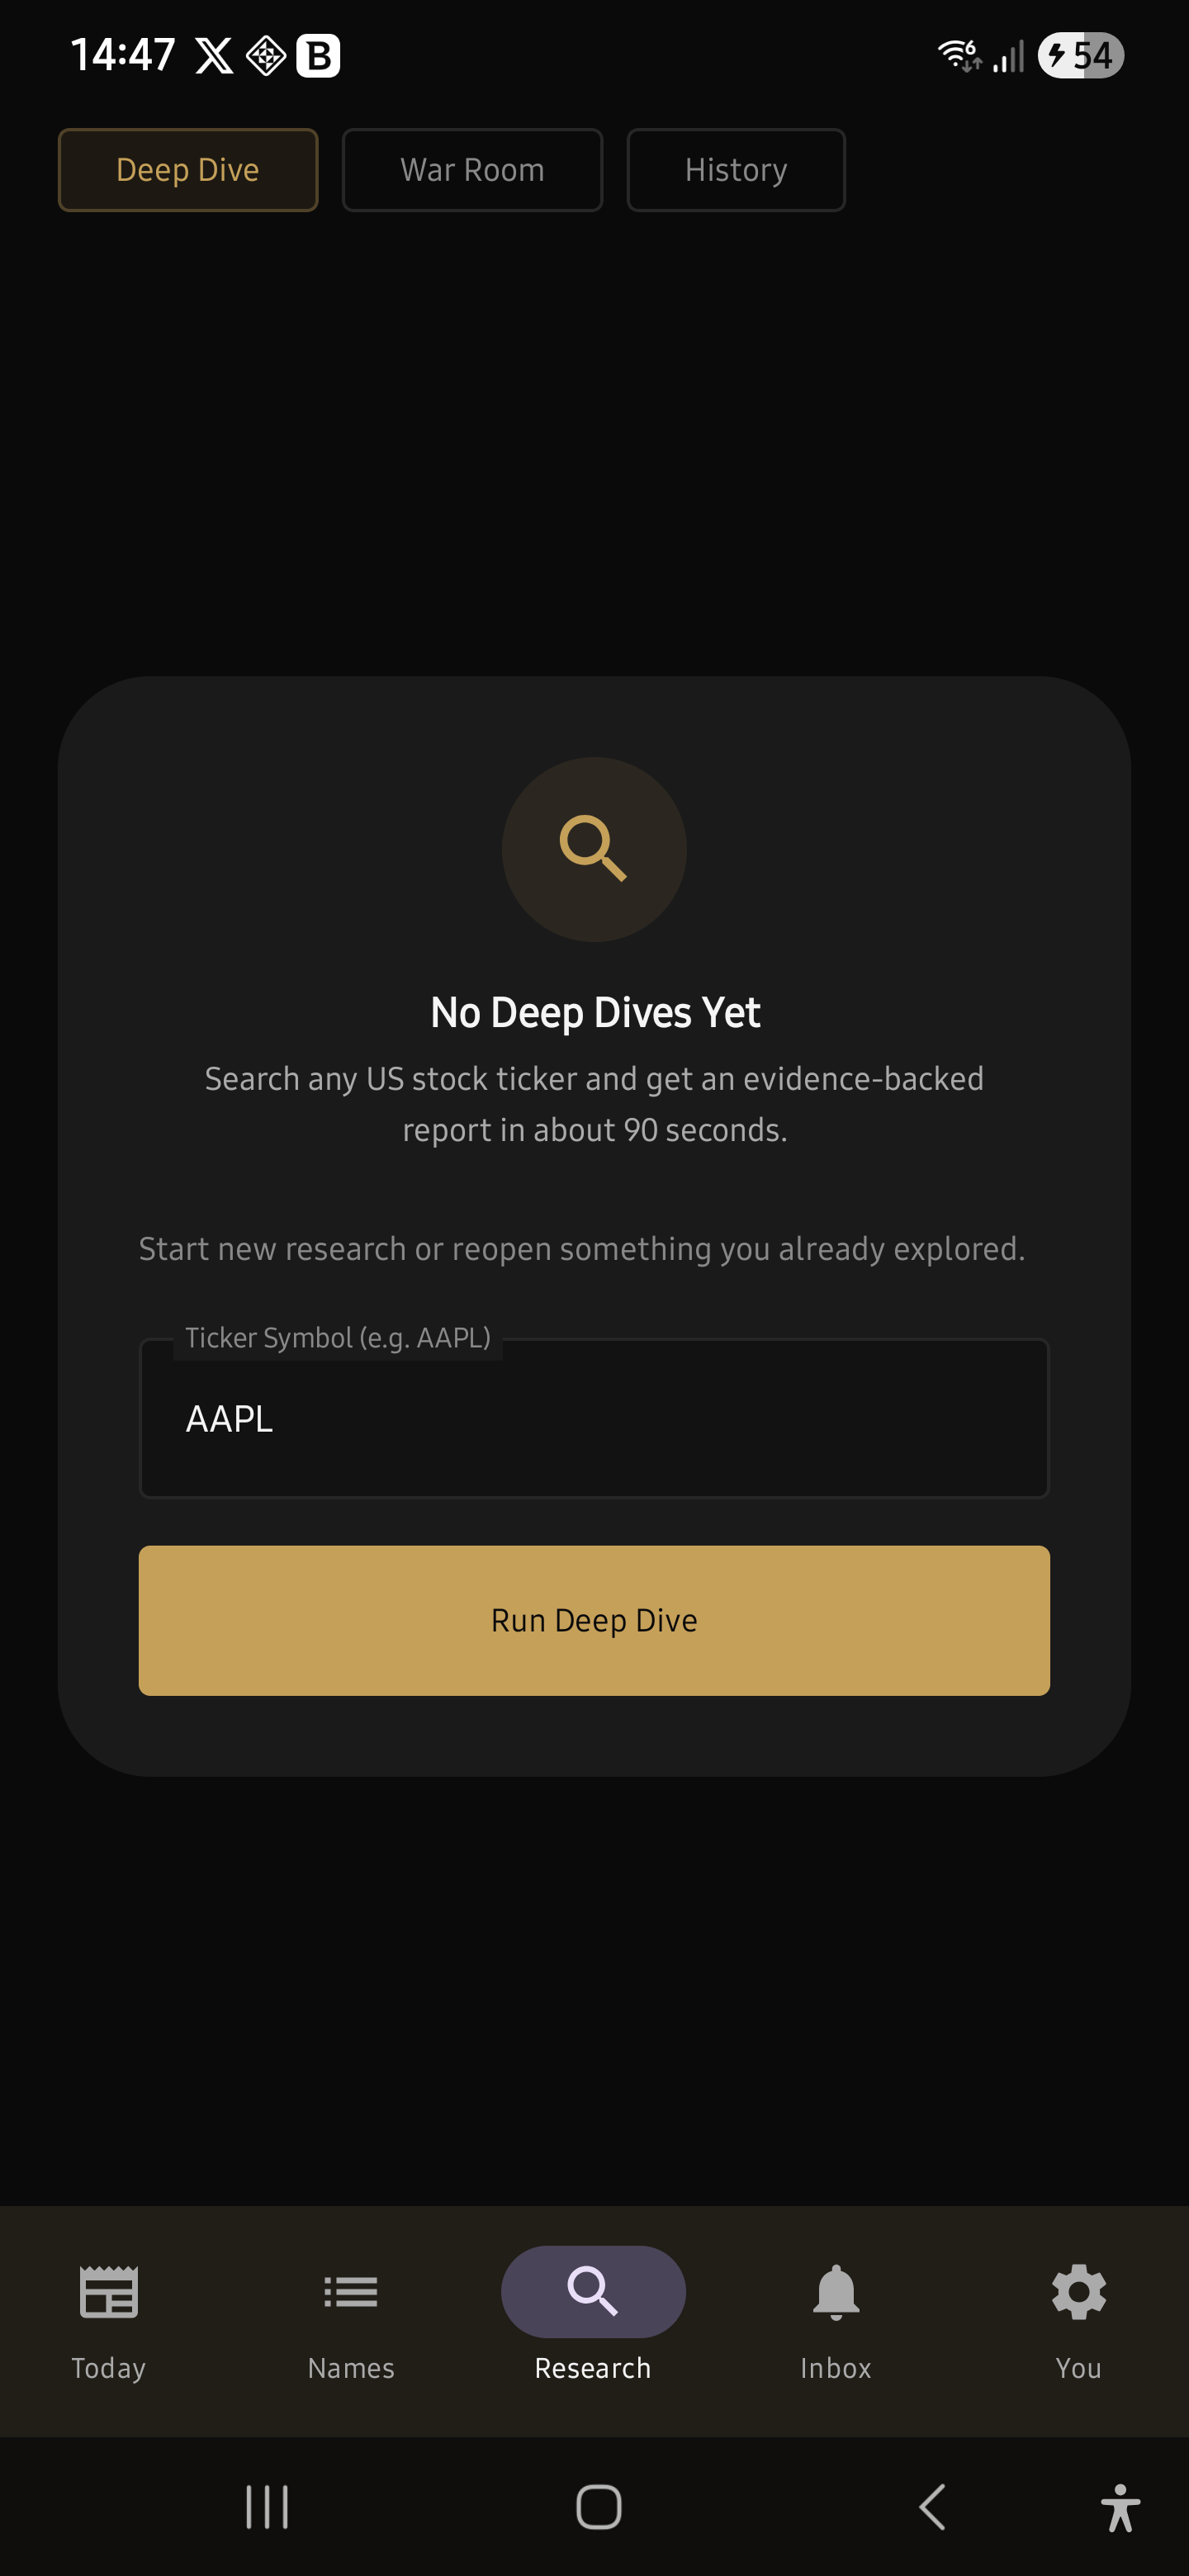 14:47
B
6
54
Deep Dive
War Room
History
No Deep Dives Yet
Search any US stock ticker and get an evidence-backed
report in about 90 seconds.
Start new research or reopen something you already explored.
Ticker Symbol (e.g. AAPL)
AAPL
Run Deep Dive
Today
Names
Research
Inbox
You